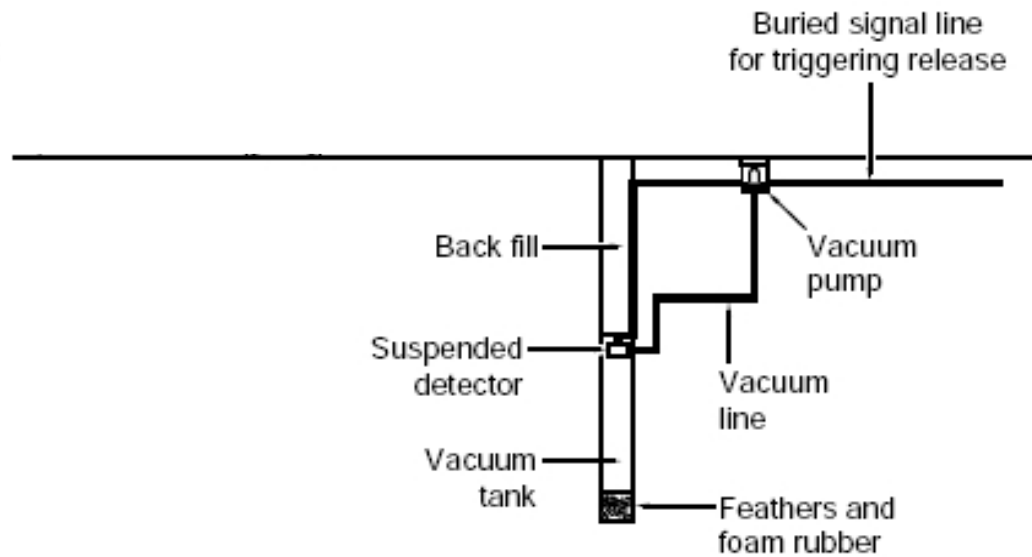 Buried signal line
for triggering release
Back fill
Vacuum
pump
Suspended
detector
Vacuum
line
Vacuum
tank
Feathers and
foam rubber